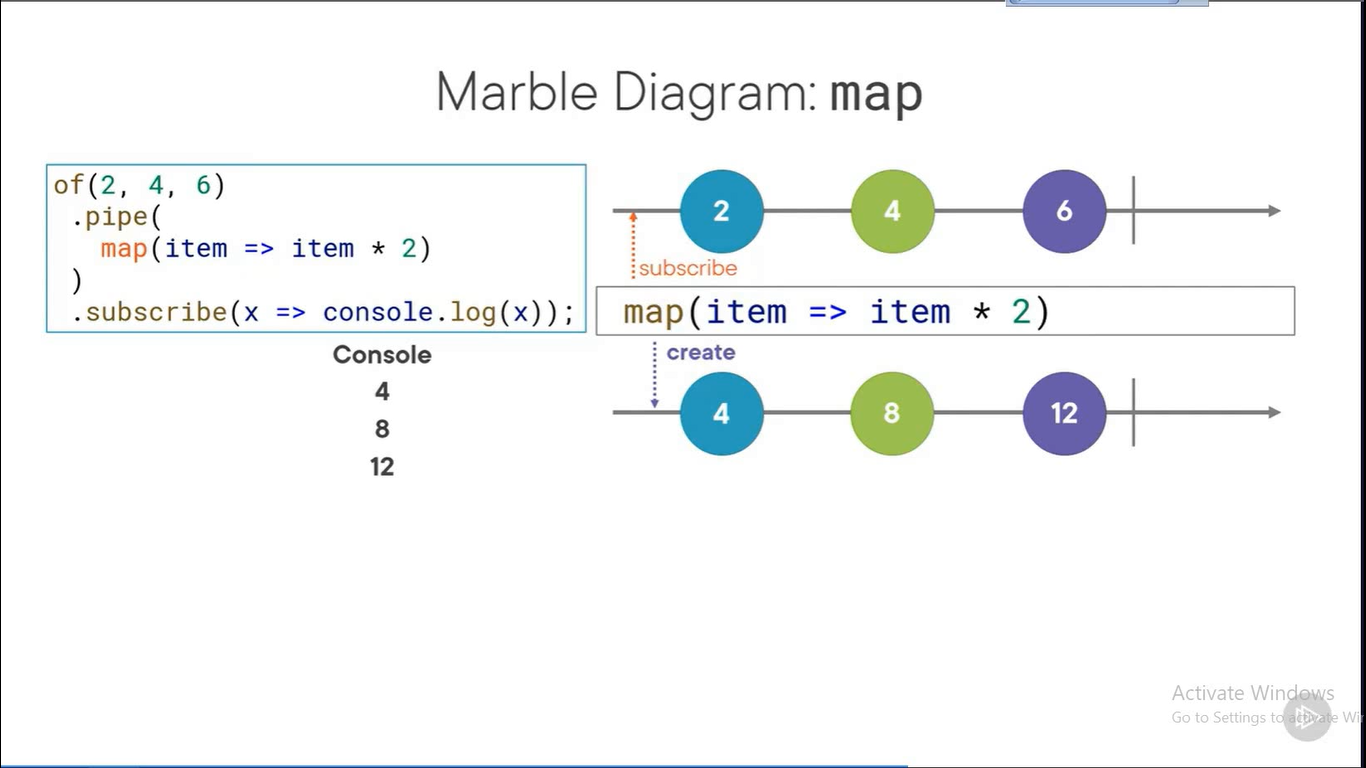 Marble Diagram: map
of(2, 4, 6)
.pipe(
map(item => item * 2)
)
.subscribe(x => console.log(x));
Console
4
8
12
2 4 6
subscribe
map(item => item * 2)
create
4 8 12
Activate Windows
Go to Settings to activate